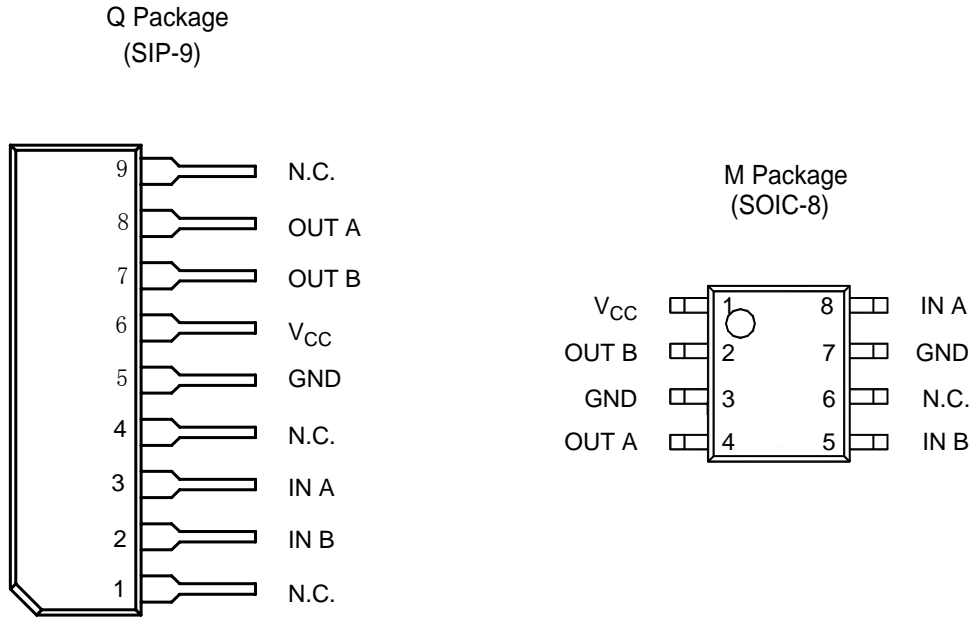 Q Package
(SIP-9)
9 N.C.
8 OUT A
7 OUT B
6 VCC
5 GND
4 N.C.
3 IN A
2 IN B
1 N.C.
M Package
(SOIC-8)
VCC 1 8 IN A
OUT B 2 7 GND
GND 3 6 N.C.
OUT A 4 5 IN B